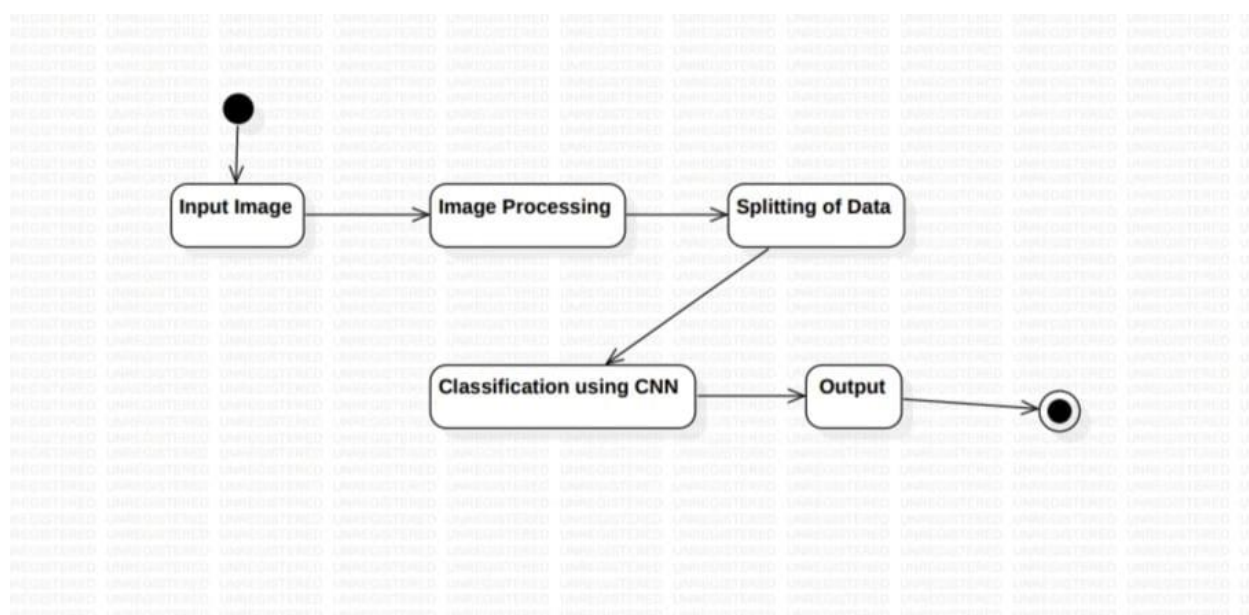 Input Image
Image Processing
Splitting of Data
Classification using CNN
Output